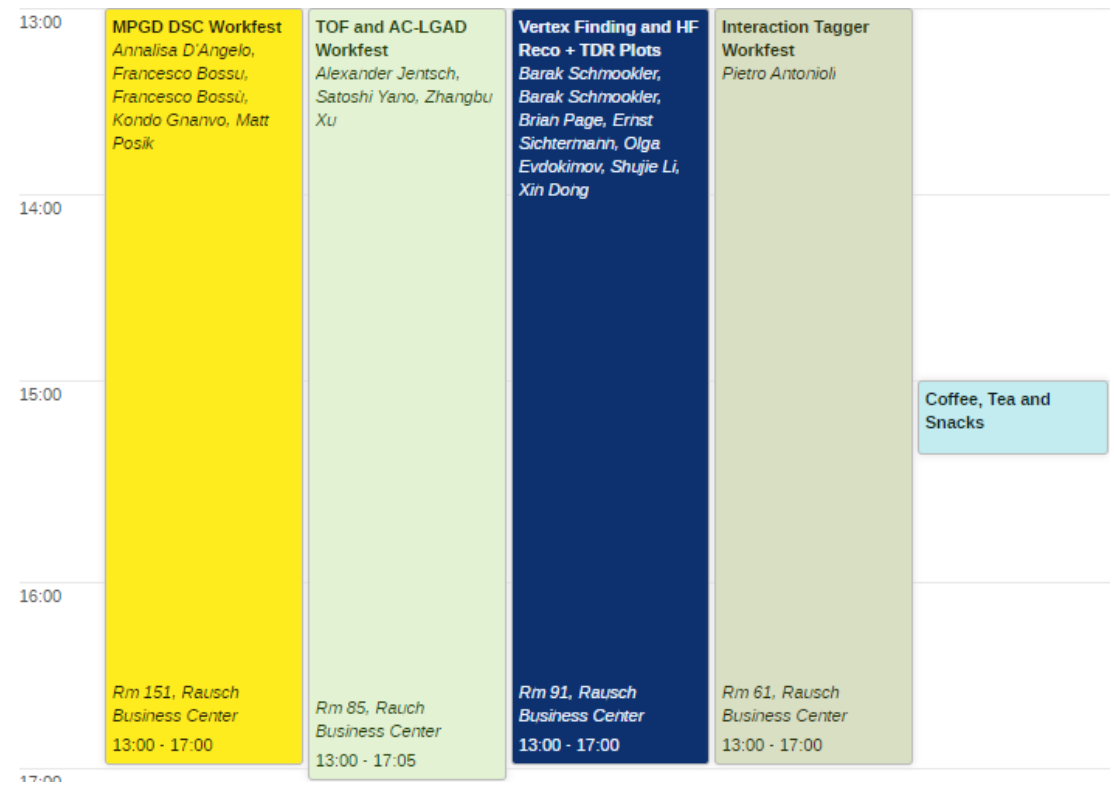 13:00
MPGD DSC Workfest
Annalisa D'Angelo,
Francesco Bossu,
Francesco Bossù,
Kondo Gnanvo, Matt
Posik
Rm 151, Rausch
Business Center
13:00 - 17:00
TOF and AC-LGAD
Workfest
Alexander Jentsch,
Satoshi Yano, Zhangbu
Xu
Rm 85, Rauch
Business Center
13:00 - 17:05
Vertex Finding and HF
Reco + TDR Plots
Barak Schmookler,
Barak Schmookler,
Brian Page, Ernst
Sichtermann, Olga
Evdokimov, Shujie Li,
Xin Dong
Rm 91, Rausch
Business Center
13:00 - 17:00
Interaction Tagger
Workfest
Pietro Antonioli
Rm 61, Rausch
Business Center
13:00 - 17:00
14:00
15:00
Coffee, Tea and
Snacks
16:00
17:00